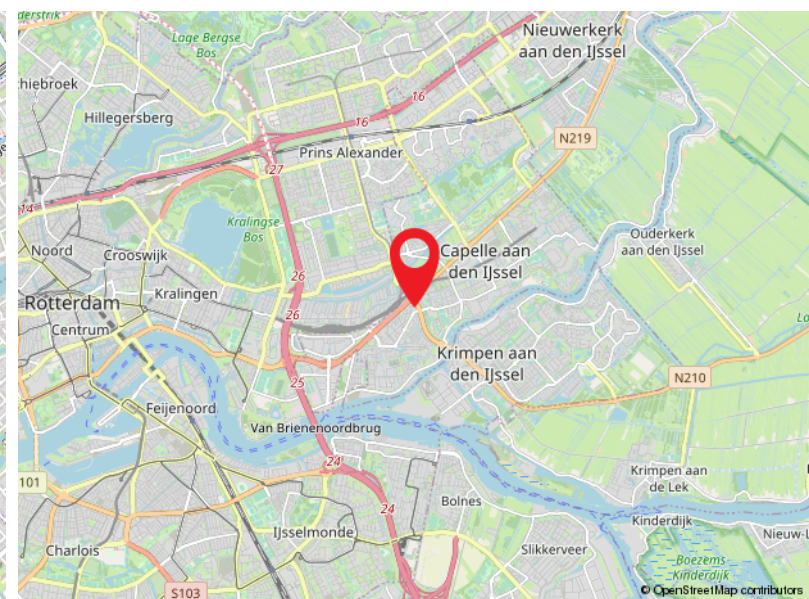 derstrik
Lage Bergse
Bos
Nieuwerkerk
aan den IJssel
chiebroek
16
Hillegersberg
16
N219
Prins Alexander
27
14
Kralingse
Bos
Ouderkerk
aan den IJssel
Noord
Crooswijk
Capelle aan
den IJssel
26
Kralingen
Rotterdam
26
Centrum
Krimpen aan
den IJssel
25
N210
Feijenoord
Van Brienenoordbrug
24
Krimpen aan
de Lek
101
24
Bolnes
Kinderdijk
IJsselmonde
Nieuw-L
Charlois
Slikkerveer
Boezems
Kinderdijk
S103
© OpenStreetMap contributors